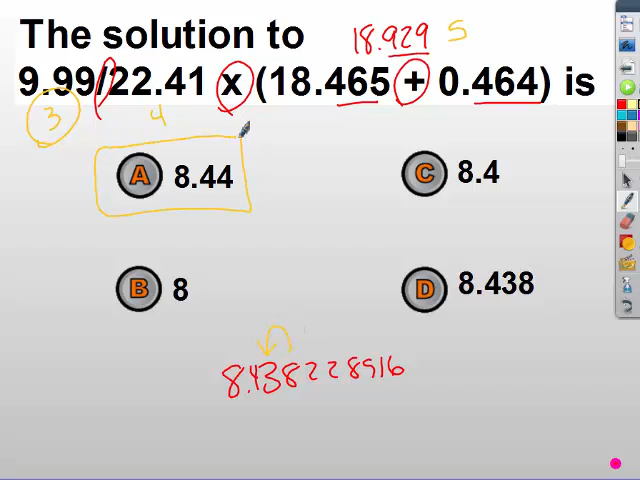 The solution to 18.929 5
9.99/22.41 x (18.465 + 0.464) is
3 4
A 8.44
C 8.4
B 8
D 8.438
8.438228916